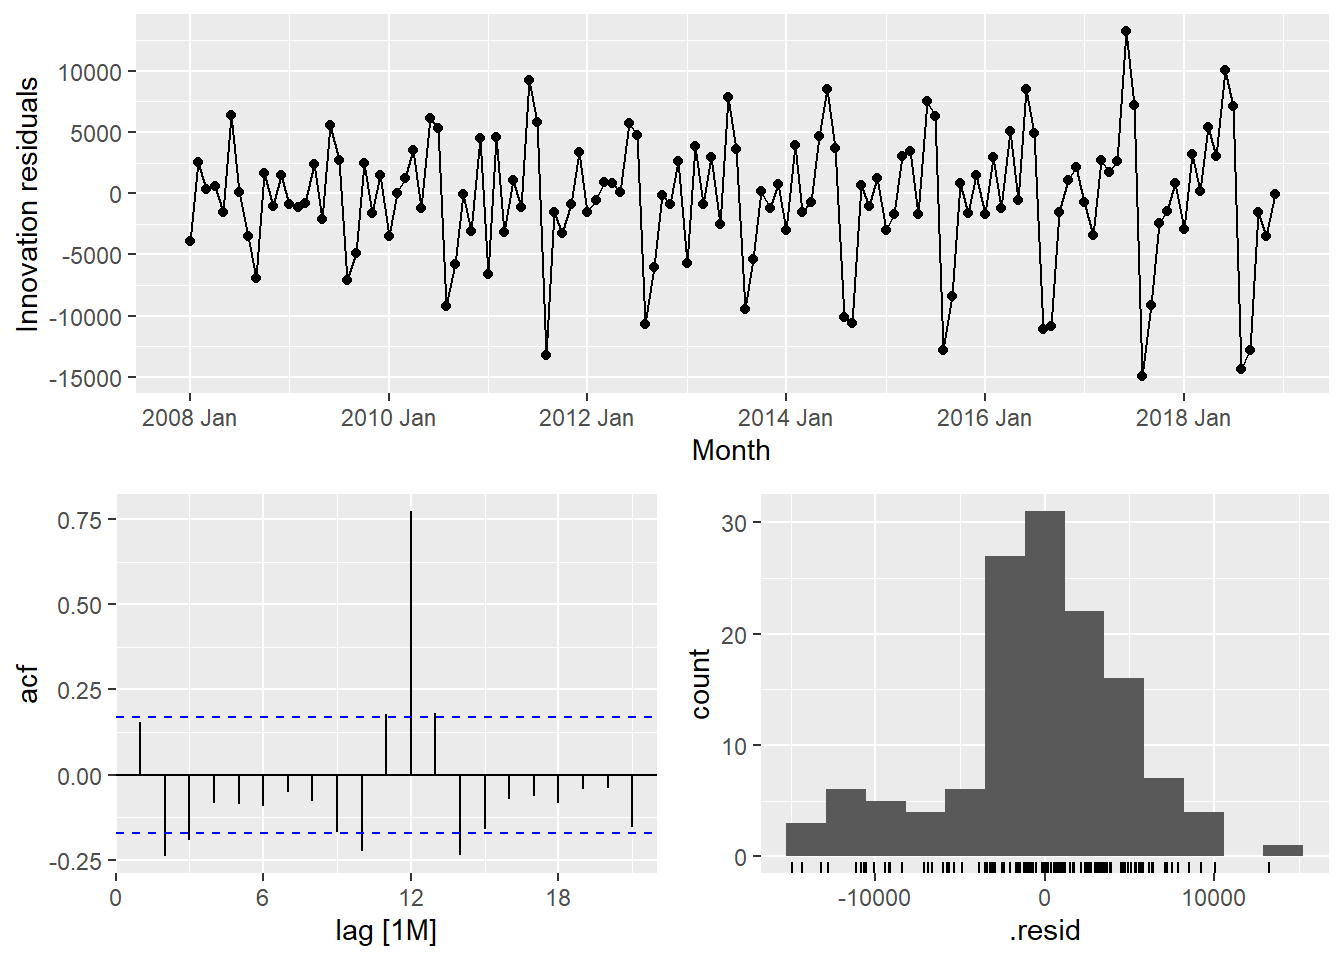 Innovation residuals
10000
5000
0
-5000
-10000
-15000
2008 Jan 2010 Jan 2012 Jan 2014 Jan 2016 Jan 2018 Jan
Month
acf
0.75
0.50
0.25
0.00
-0.25
0 6 12 18
lag [1M]
count
30
20
10
0
-10000 0 10000
.resid